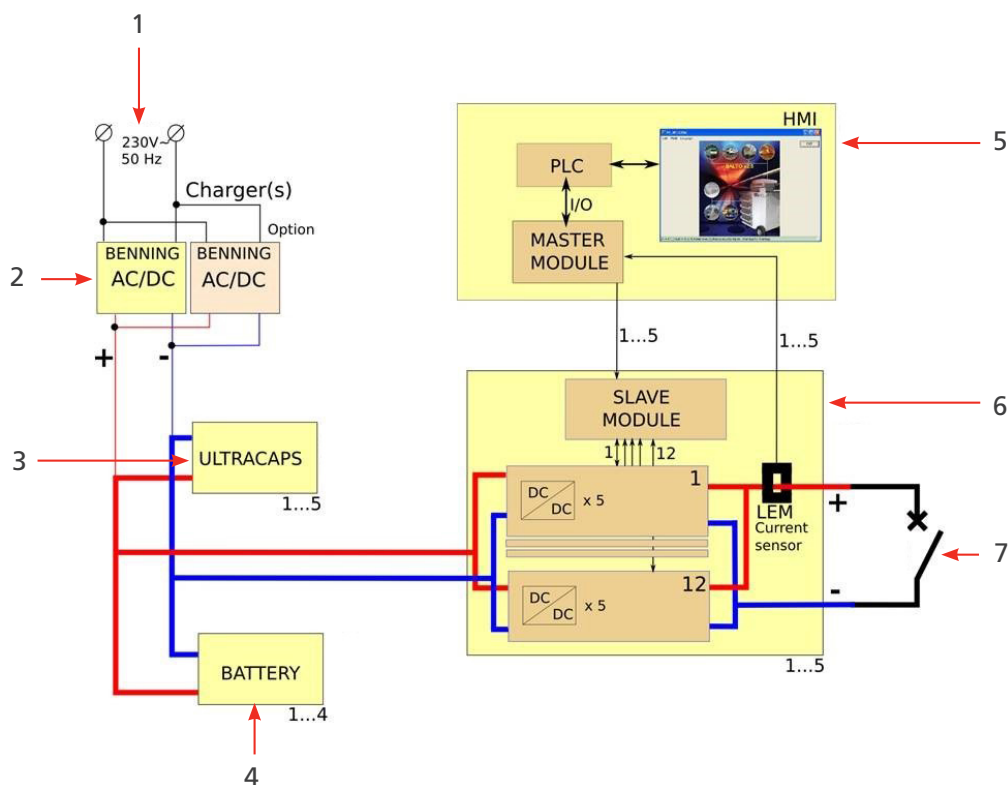 1
230V~
50 Hz
Charger(s)
Option
2
BENNING
AC/DC
BENNING
AC/DC
+
-
3
ULTRACAPS
1...5
BATTERY
1...4
4
HMI
5
PLC
I/O
MASTER
MODULE
1...5
1...5
SLAVE
MODULE
6
1
12
DC
DC
x 5
1
LEM
Current
sensor
+
7
DC
DC
x 5
12
-
1...5